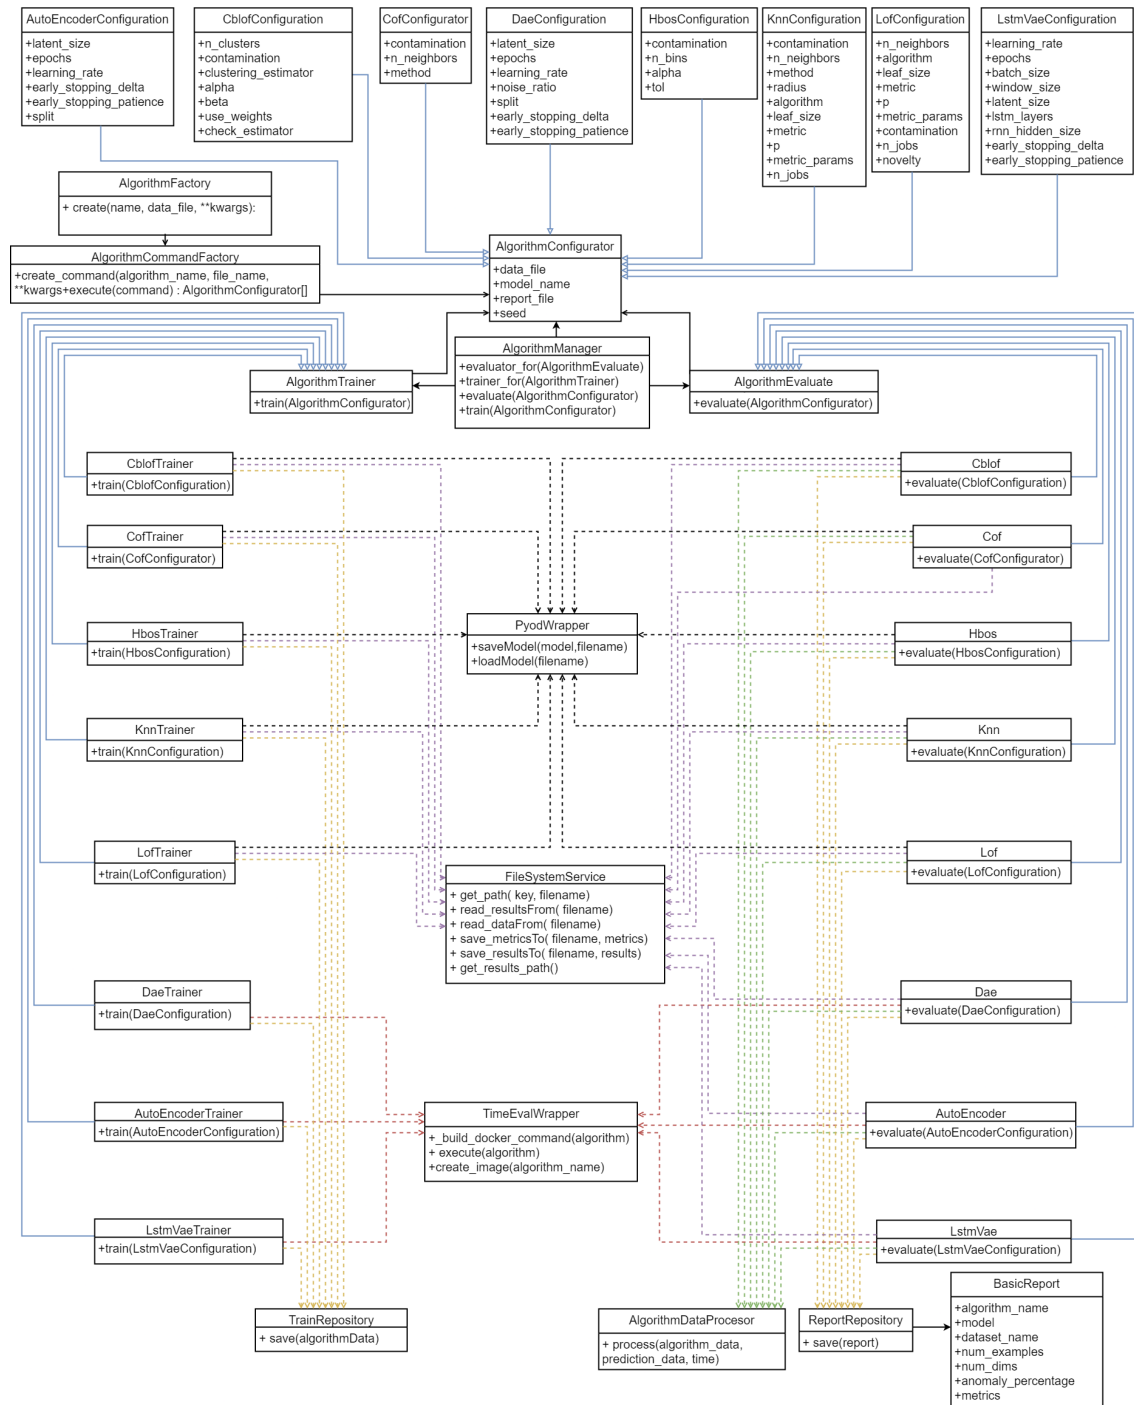 AutoEncoderConfiguration
+latent_size
+epochs
+learning_rate
+early_stopping_delta
+early_stopping_patience
+split
CblofConfiguration
+n_clusters
+contamination
+clustering_estimator
+alpha
+beta
+use_weights
+check_estimator
CofConfigurator
+contamination
+n_neighbors
+method
DaeConfiguration
+latent_size
+epochs
+learning_rate
+noise_ratio
+split
+early_stopping_delta
+early_stopping_patience
HbosConfiguration
+contamination
+n_bins
+alpha
+tol
KnnConfiguration
+contamination
+n_neighbors
+method
+radius
+algorithm
+leaf_size
+metric
+p
+metric_params
+n_jobs
LofConfiguration
+n_neighbors
+algorithm
+leaf_size
+metric
+p
+metric_params
+contamination
+n_jobs
+novelty
LstmVaeConfiguration
+learning_rate
+epochs
+batch_size
+window_size
+latent_size
+lstm_layers
+rnn_hidden_size
+early_stopping_delta
+early_stopping_patience
AlgorithmFactory
+ create(name, data_file, **kwargs):
AlgorithmCommandFactory
+create_command(algorithm_name, file_name,
**kwargs+execute(command) : AlgorithmConfigurator[]
AlgorithmConfigurator
+data_file
+model_name
+report_file
+seed
AlgorithmManager
+evaluator_for(AlgorithmEvaluate)
+trainer_for(AlgorithmTrainer)
+evaluate(AlgorithmConfigurator)
+train(AlgorithmConfigurator)
AlgorithmTrainer
+train(AlgorithmConfigurator)
AlgorithmEvaluate
+evaluate(AlgorithmConfigurator)
CblofTrainer
+train(CblofConfiguration)
Cblof
+evaluate(CblofConfiguration)
CofTrainer
+train(CofConfigurator)
Cof
+evaluate(CofConfigurator)
HbosTrainer
+train(HbosConfiguration)
PyodWrapper
+saveModel(model,filename)
+loadModel(filename)
Hbos
+evaluate(HbosConfiguration)
KnnTrainer
+train(KnnConfiguration)
Knn
+evaluate(KnnConfiguration)
LofTrainer
+train(LofConfiguration)
Lof
+evaluate(LofConfiguration)
FileSystemService
+ get_path( key, filename)
+ read_resultsFrom( filename)
+ read_dataFrom( filename)
+ save_metricsTo( filename, metrics)
+ save_resultsTo( filename, results)
+ get_results_path()
DaeTrainer
+train(DaeConfiguration)
Dae
+evaluate(DaeConfiguration)
AutoEncoderTrainer
+train(AutoEncoderConfiguration)
TimeEvalWrapper
+_build_docker_command(algorithm)
+ execute(algorithm)
+create_image(algorithm_name)
AutoEncoder
+evaluate(AutoEncoderConfiguration)
LstmVaeTrainer
+train(LstmVaeConfiguration)
LstmVae
+evaluate(LstmVaeConfiguration)
TrainRepository
+ save(algorithmData)
AlgorithmDataProcesor
+ process(algorithm_data,
prediction_data, time)
ReportRepository
+ save(report)
BasicReport
+algorithm_name
+model
+dataset_name
+num_examples
+num_dims
+anomaly_percentage
+metrics